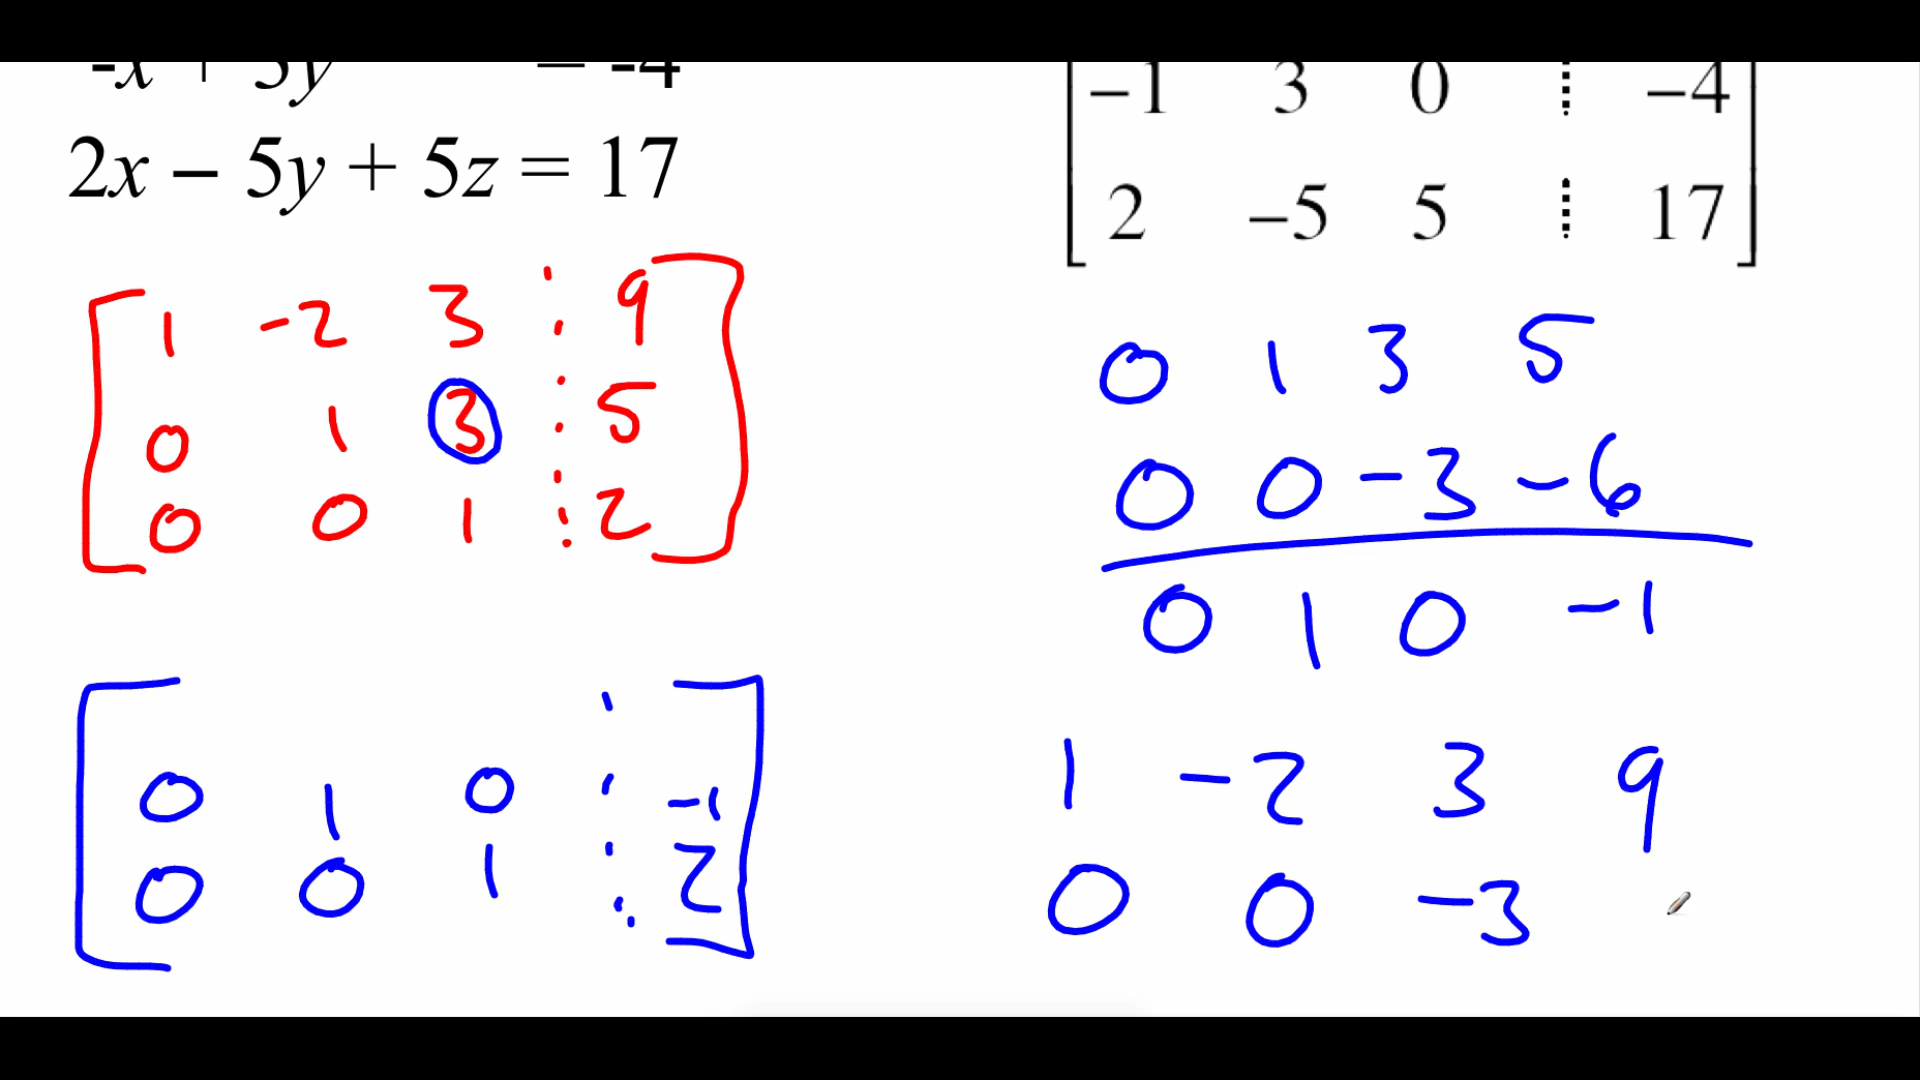 -x + 3y = -4
2x – 5y + 5z = 17
−1 3 0 ⋮ −4
2 −5 5 ⋮ 17
1 -2 3 ⋮ 9
0 1 3 ⋮ 5
0 0 1 ⋮ 2
0 1 3 5
0 0 -3 -6
0 1 0 -1
0 1 0 ⋮ -1
0 0 1 ⋮ 2
1 -2 3 9
0 0 -3